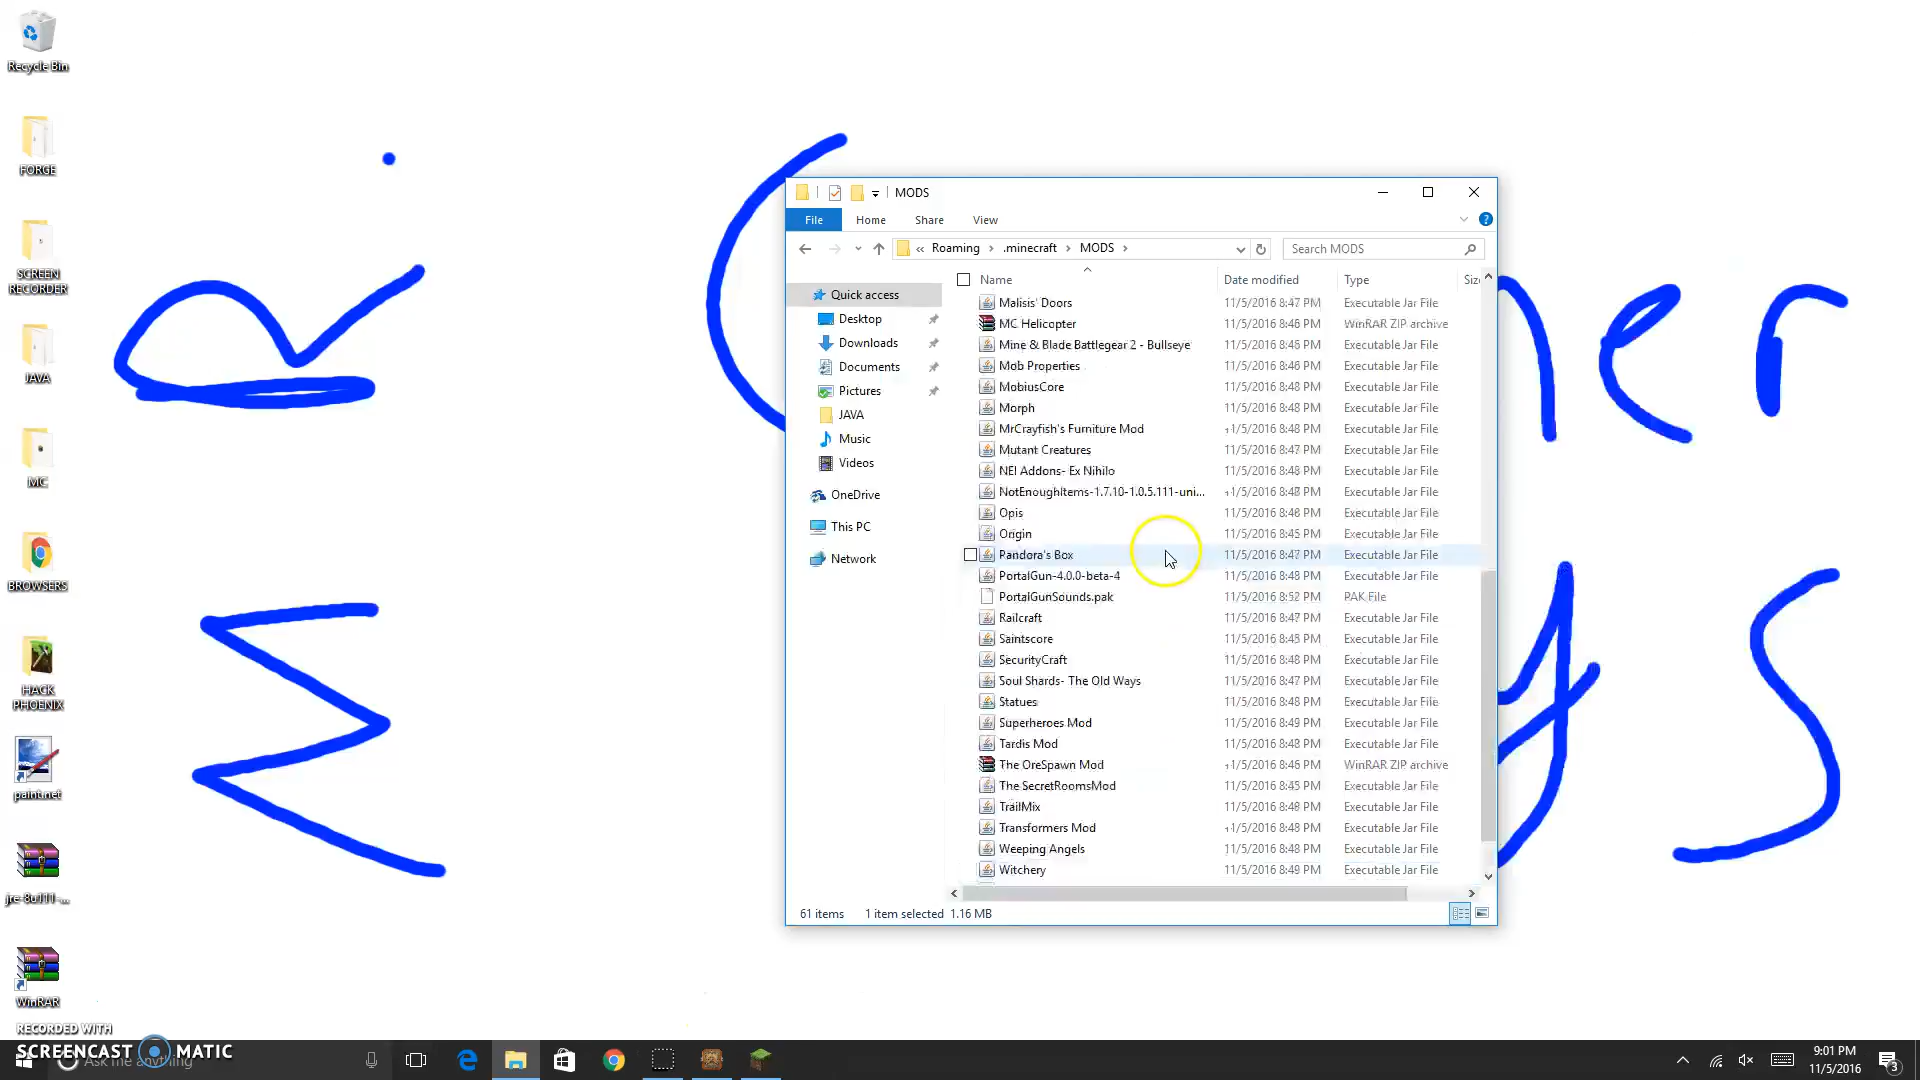 Recycle Bin
FORGE
SCREEN RECORDER
JAVA
MC
BROWSERS
HACK PHOENIX
paint.net
jre-8u111-...
WinRAR
MODS
File Home Share View
« Roaming > .minecraft > MODS >
Search MODS
Quick access
Desktop
Downloads
Documents
Pictures
JAVA
Music
Videos
OneDrive
This PC
Network
Name Date modified Type Siz
Malisis' Doors 11/5/2016 8:47 PM Executable Jar File
MC Helicopter 11/5/2016 8:46 PM WinRAR ZIP archive
Mine & Blade Battlegear 2 - Bullseye 11/5/2016 8:46 PM Executable Jar File
Mob Properties 11/5/2016 8:46 PM Executable Jar File
MobiusCore 11/5/2016 8:48 PM Executable Jar File
Morph 11/5/2016 8:48 PM Executable Jar File
MrCrayfish's Furniture Mod 11/5/2016 8:48 PM Executable Jar File
Mutant Creatures 11/5/2016 8:47 PM Executable Jar File
NEI Addons- Ex Nihilo 11/5/2016 8:48 PM Executable Jar File
NotEnoughItems-1.7.10-1.0.5.111-uni... 11/5/2016 8:48 PM Executable Jar File
Opis 11/5/2016 8:46 PM Executable Jar File
Origin 11/5/2016 8:45 PM Executable Jar File
Pandora's Box 11/5/2016 8:47 PM Executable Jar File
PortalGun-4.0.0-beta-4 11/5/2016 8:48 PM Executable Jar File
PortalGunSounds.pak 11/5/2016 8:52 PM PAK File
Railcraft 11/5/2016 8:47 PM Executable Jar File
Saintscore 11/5/2016 8:45 PM Executable Jar File
SecurityCraft 11/5/2016 8:48 PM Executable Jar File
Soul Shards- The Old Ways 11/5/2016 8:47 PM Executable Jar File
Statues 11/5/2016 8:48 PM Executable Jar File
Superheroes Mod 11/5/2016 8:49 PM Executable Jar File
Tardis Mod 11/5/2016 8:48 PM Executable Jar File
The OreSpawn Mod 11/5/2016 8:46 PM WinRAR ZIP archive
The SecretRoomsMod 11/5/2016 8:45 PM Executable Jar File
TrailMix 11/5/2016 8:48 PM Executable Jar File
Transformers Mod 11/5/2016 8:48 PM Executable Jar File
Weeping Angels 11/5/2016 8:48 PM Executable Jar File
Witchery 11/5/2016 8:49 PM Executable Jar File
61 items 1 item selected 1.16 MB
RECORDED WITH
SCREENCAST MATIC
Ask me anything
9:01 PM
11/5/2016
3